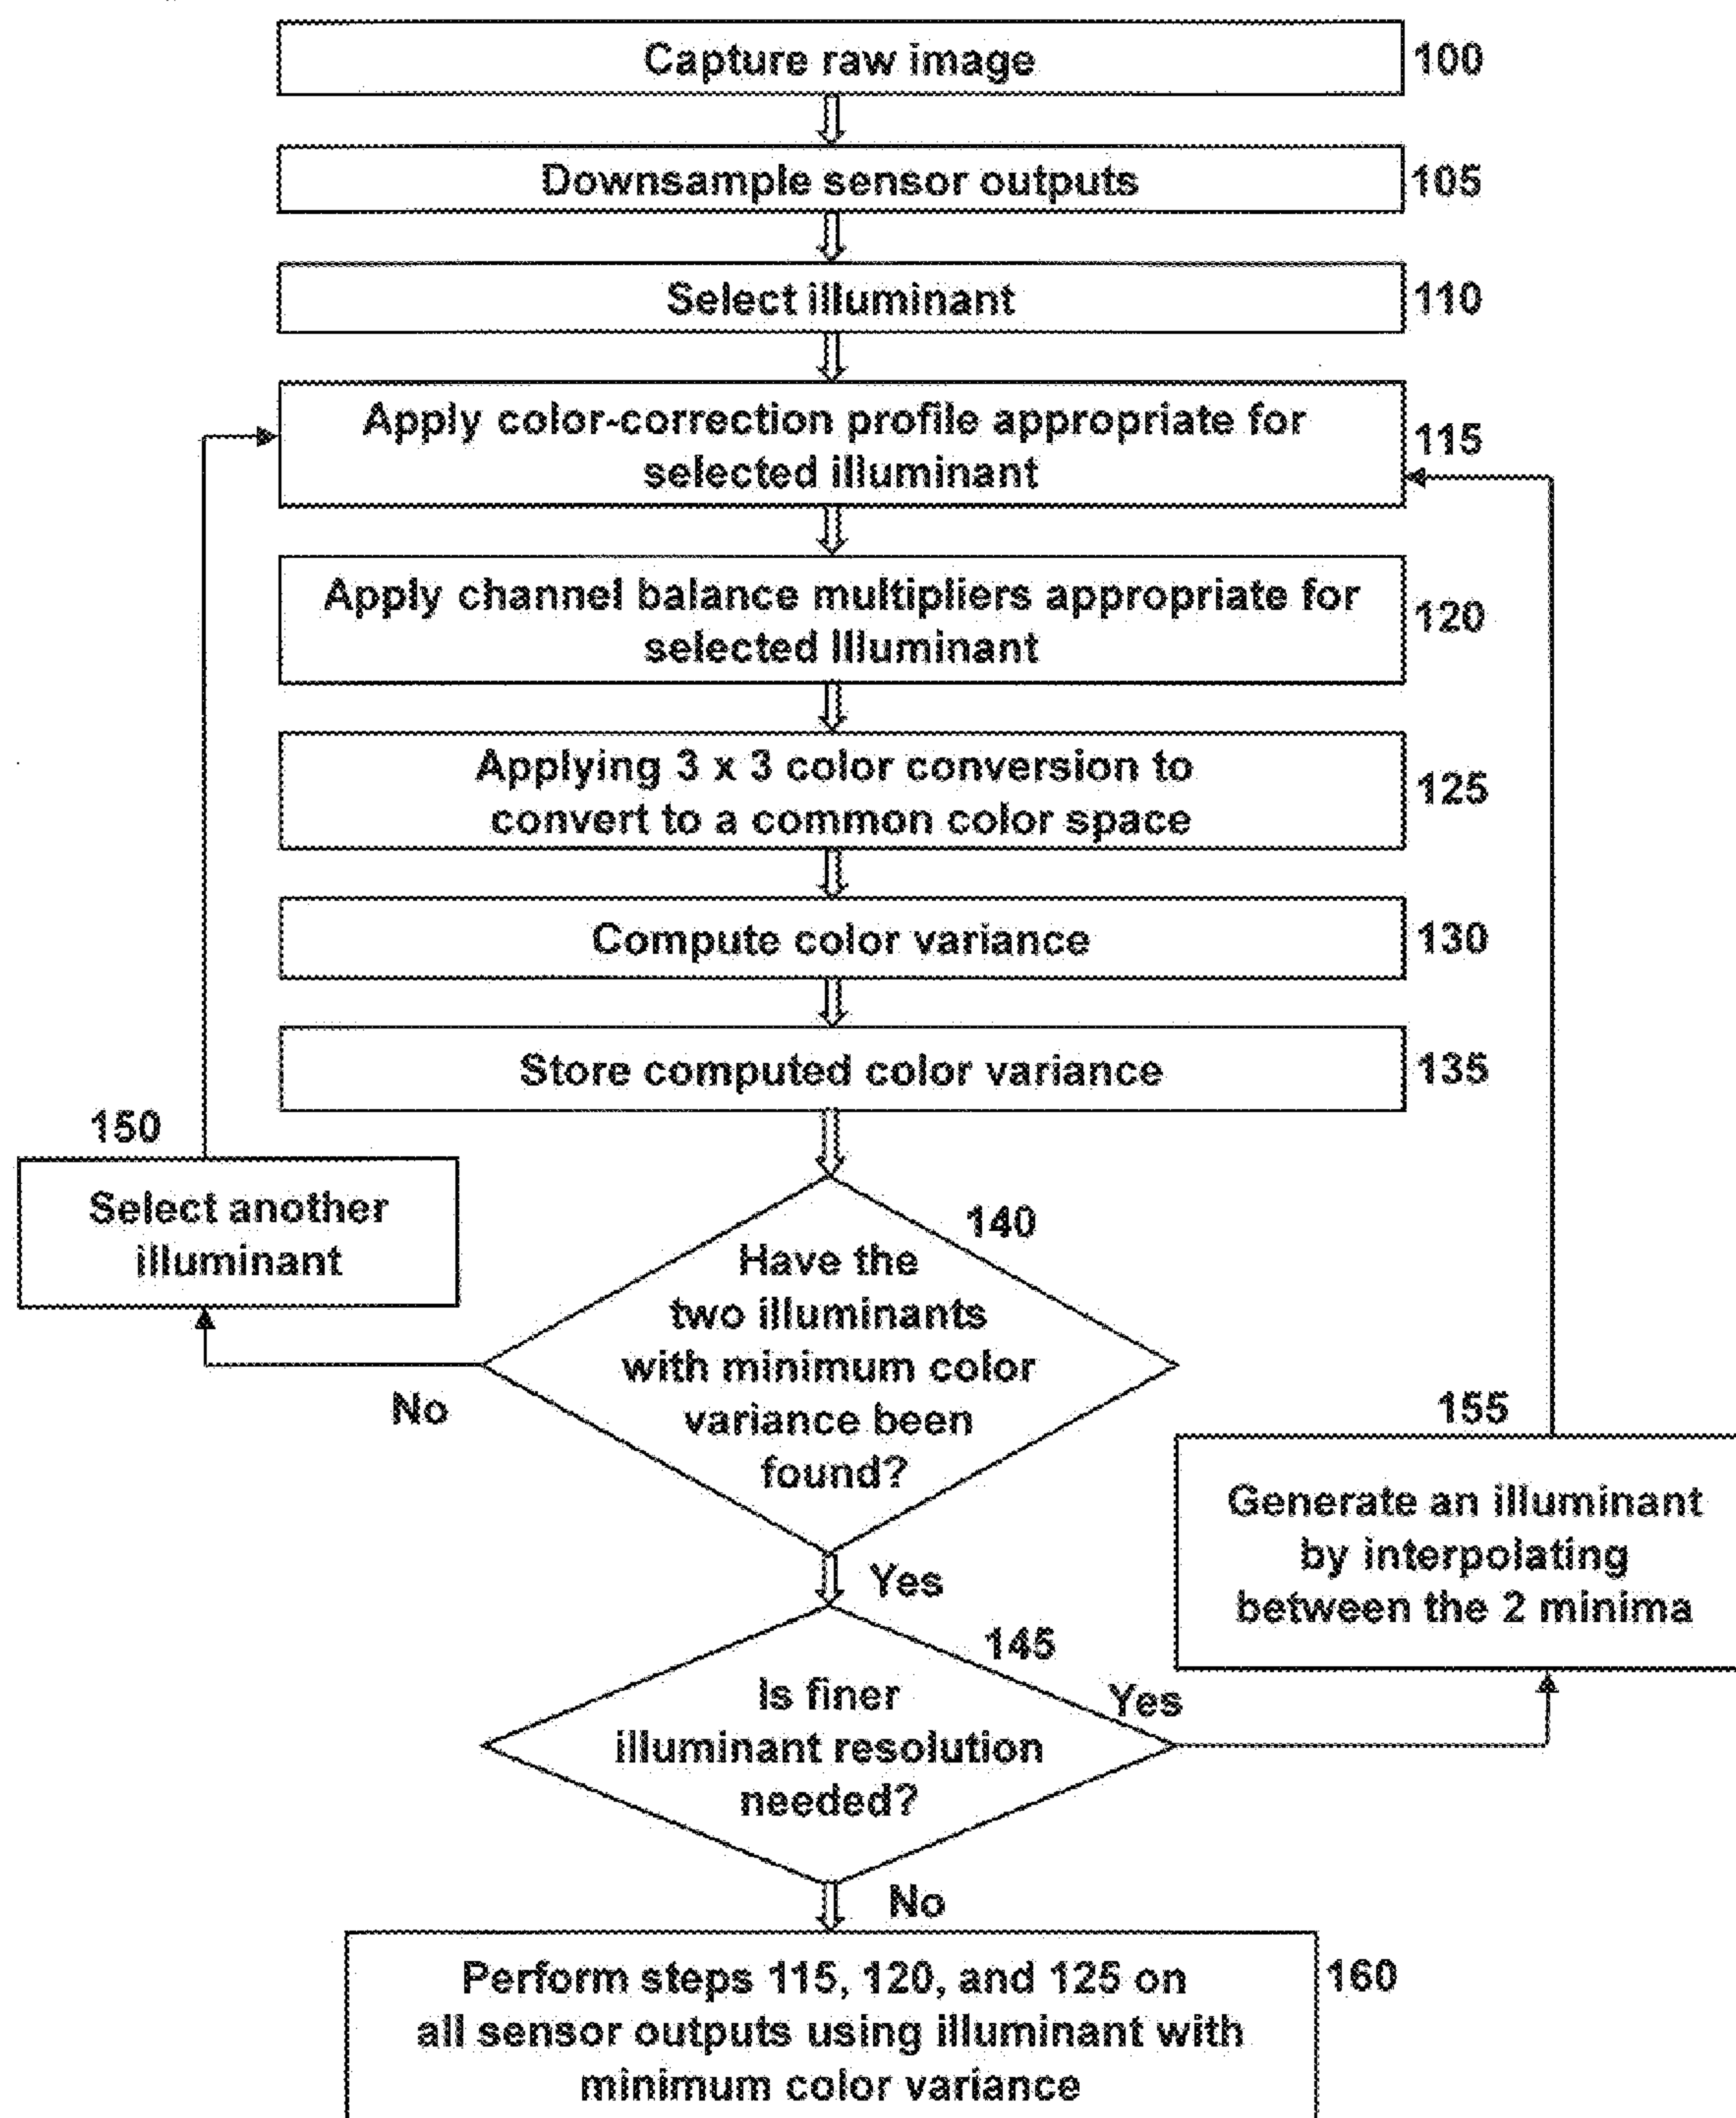 Capture raw image
100
Downsample sensor outputs
105
Select illuminant
110
Apply color-correction profile appropriate for
selected illuminant
115
Apply channel balance multipliers appropriate for
selected Illuminant
120
Applying 3 x 3 color conversion to
convert to a common color space
125
Compute color variance
130
Store computed color variance
135
150
Select another
illuminant
140
Have the
two illuminants
with minimum color
variance been
found?
No
Yes
155
Generate an illuminant
by interpolating
between the 2 minima
145
Is finer
illuminant resolution
needed?
Yes
No
Perform steps 115, 120, and 125 on
all sensor outputs using illuminant with
minimum color variance
160